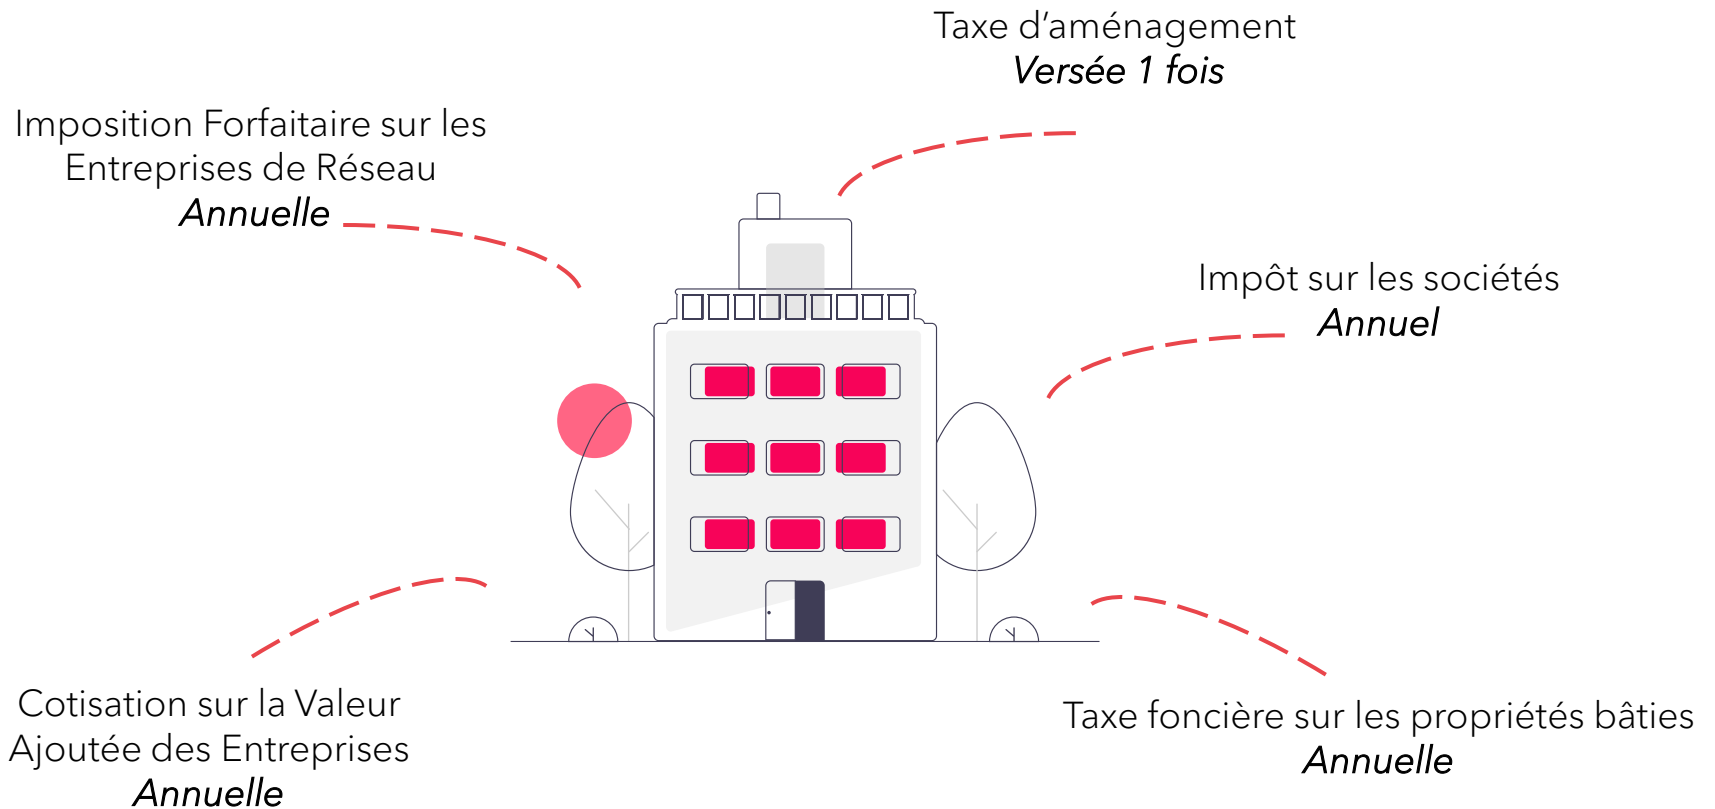 Taxe d’aménagement
Versée 1 fois
Imposition Forfaitaire sur les
Entreprises de Réseau
Annuelle
Impôt sur les sociétés
Annuel
Cotisation sur la Valeur
Ajoutée des Entreprises
Annuelle
Taxe foncière sur les propriétés bâties
Annuelle